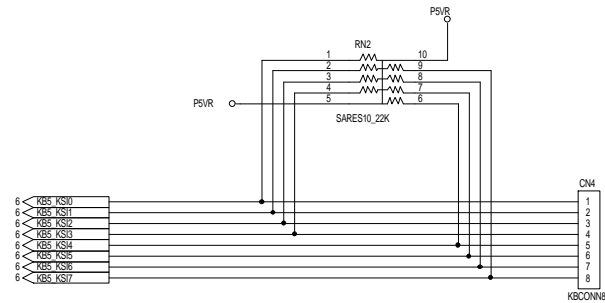 P5VR
RN2
1 10
2 9
3 8
4 7
P5VR 5 6
SARES10_22K
CN4
6 KB5_KSI0 1
6 KB5_KSI1 2
6 KB5_KSI2 3
6 KB5_KSI3 4
6 KB5_KSI4 5
6 KB5_KSI5 6
6 KB5_KSI6 7
6 KB5_KSI7 8
KBCONN8